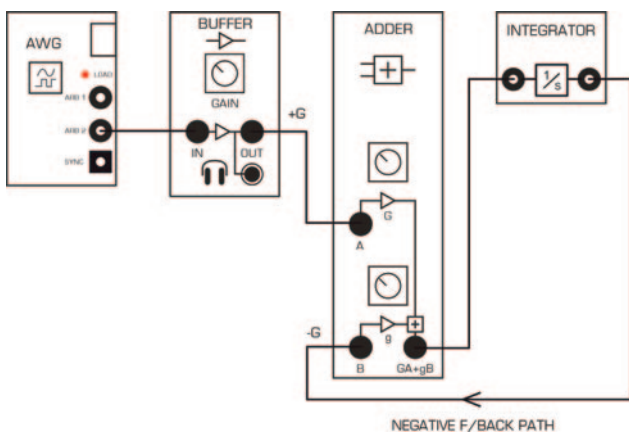 AWG
LOAD
ARB 1
ARB 2
SYNC
BUFFER
GAIN
IN
OUT
+G
ADDER
G
A
-G
g
B
GA+gB
INTEGRATOR
1/s
NEGATIVE F/BACK PATH